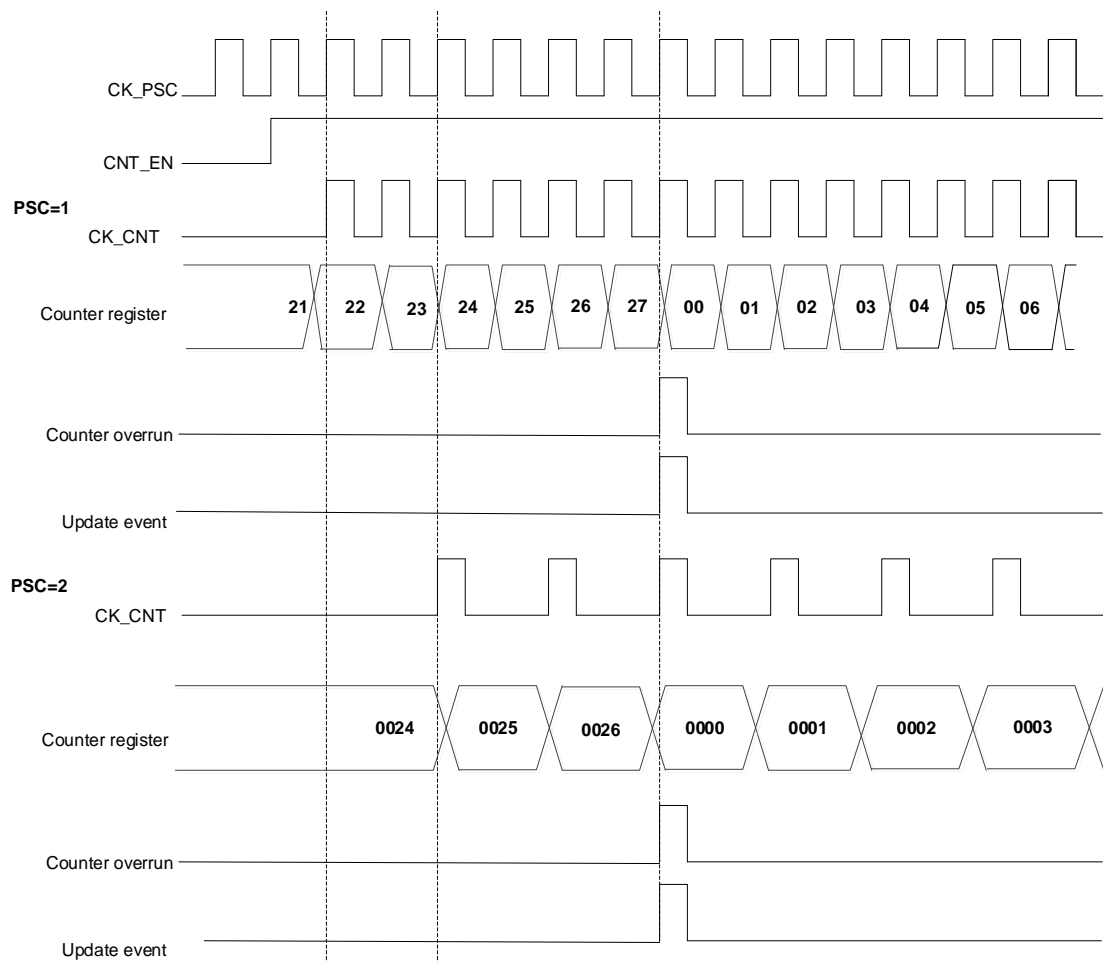 CK_PSC
CNT_EN
PSC=1
CK_CNT
Counter register 21 22 23 24 25 26 27 00 01 02 03 04 05 06
Counter overrun
Update event
PSC=2
CK_CNT
Counter register 0024 0025 0026 0000 0001 0002 0003
Counter overrun
Update event